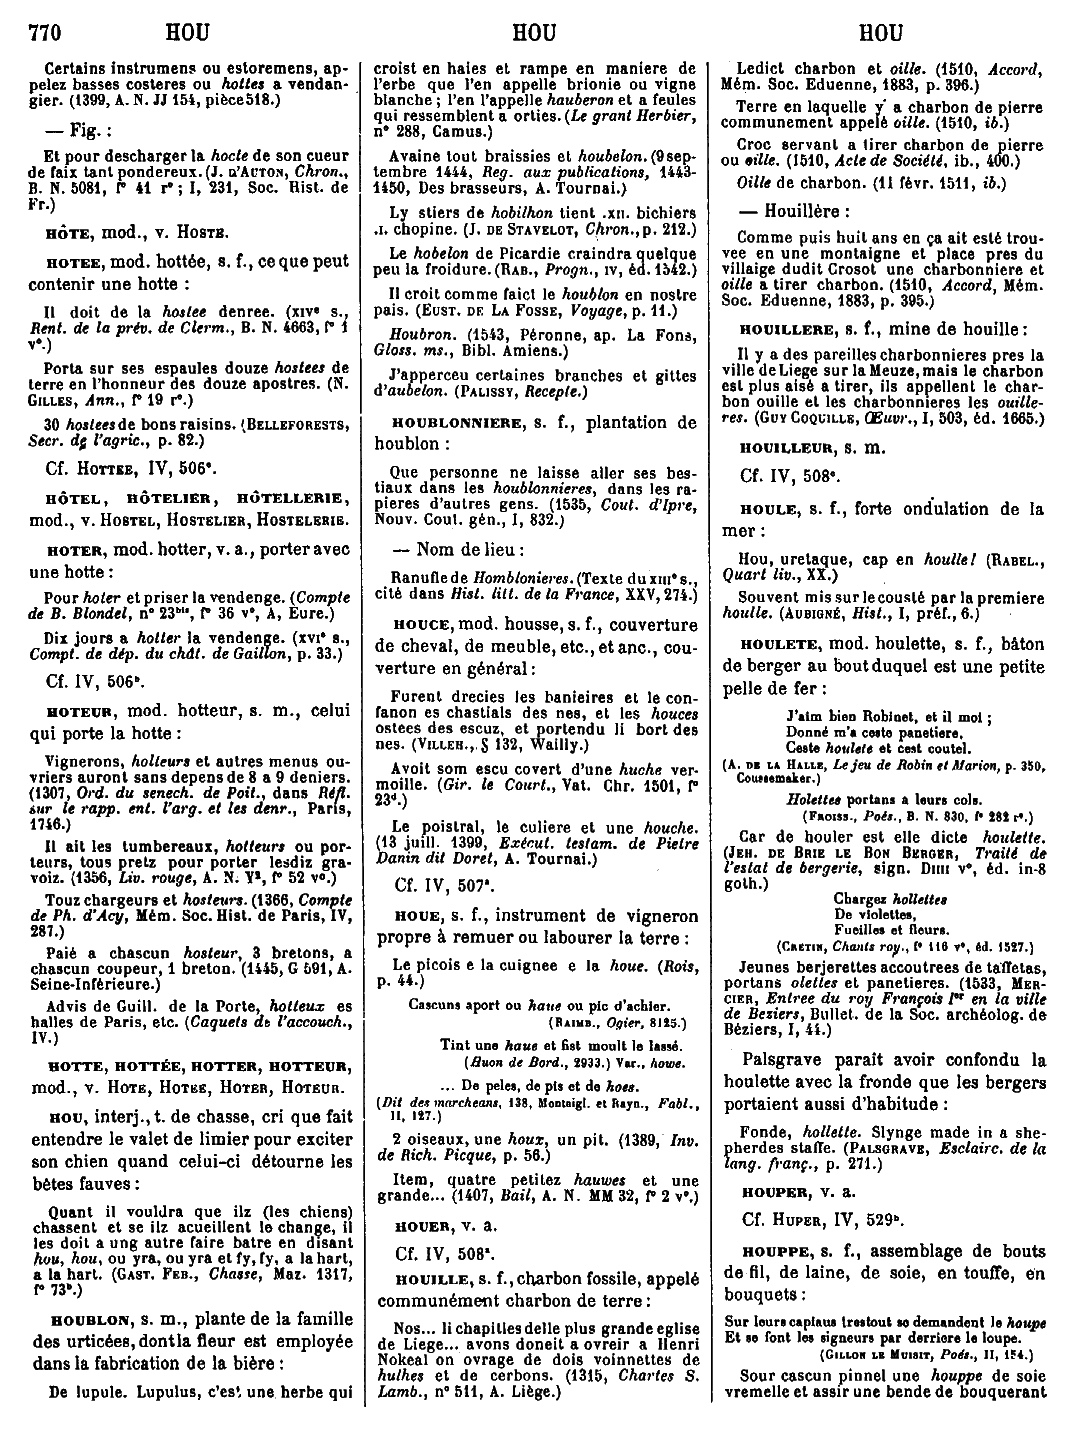 770 HOU HOU HOU
Certains instrumens ou estoremens, ap-
pelez basses costeres ou hottes a vendan-
gier. (1399, A. N. JJ 154, pièce 518.)
— Fig. :
Et pour descharger la hocte de son cueur
de faix tant pondereux. (J. D'AUTON, Chron.,
B. N. 5081, f° 41 r° ; I, 231, Soc. Hist. de
Fr.)
HÔTE, mod., v. HOSTE.
HOTEE, mod. hottée, s. f., ce que peut
contenir une hotte :
Il doit de la hostee denree. (XIVe s.,
Rent. de la prév. de Clerm., B. N. 4663, f° 1
v°.)
Porta sur ses espaules douze hostees de
terre en l'honneur des douze apostres. (N.
GILLES, Ann., f° 19 r°.)
30 hostees de bons raisins. (BELLEFORESTS,
Secr. de l'agric., p. 82.)
Cf. HOTTEE, IV, 506a.
HÔTEL, HÔTELIER, HÔTELLERIE,
mod., v. HOSTEL, HOSTELIER, HOSTELERIE.
HOTER, mod. hotter, v. a., porter avec
une hotte :
Pour hoter et priser la vendenge. (Compte
de B. Blondel, n° 23bis, f° 36 v°, A, Eure.)
Dix jours a hotter la vendenge. (XVIe s.,
Compt. de dép. du chât. de Gaillon, p. 33.)
Cf. IV, 506b.
HOTEUR, mod. hotteur, s. m., celui
qui porte la hotte :
Vignerons, holteurs et autres menus ou-
vriers auront sans depens de 8 a 9 deniers.
(1307, Ord. du senech. de Poit., dans Réfl.
sur le rapp. ent. l'arg. et les denr., Paris,
1746.)
Il ait les tumbereaux, hotteurs ou por-
teurs, tous pretz pour porter lesdiz gra-
voiz. (1356, Liv. rouge, A. N. Y2, f° 52 v°.)
Touz chargeurs et hosteurs. (1366, Compte
de Ph. d'Acy, Mém. Soc. Hist. de Paris, IV,
287.)
Paié a chascun hosteur, 3 bretons, a
chascun coupeur, 1 breton. (1445, G 591, A.
Seine-Inférieure.)
Advis de Guill. de la Porte, hotteux es
halles de Paris, etc. (Caquets de l'accouch.,
IV.)
HOTTE, HOTTÉE, HOTTER, HOTTEUR,
mod., v. HOTE, HOTEE, HOTER, HOTEUR.
HOU, interj., t. de chasse, cri que fait
entendre le valet de limier pour exciter
son chien quand celui-ci détourne les
bêtes fauves :
Quant il vouldra que ilz (les chiens)
chassent et se ilz acueillent le change, il
les doit a ung autre faire batre en disant
hou, hou, ou yra, ou yra et fy, fy, a la hart,
a la hart. (GAST. FEB., Chasse, Maz. 1317,
f° 73b.)
HOUBLON, s. m., plante de la famille
des urticées, dont la fleur est employée
dans la fabrication de la bière :
De lupule. Lupulus, c'est une herbe qui
croist en haies et rampe en maniere de
l'erbe que l'en appelle brionie ou vigne
blanche ; l'en l'appelle hauberon et a feules
qui ressemblent a orties. (Le grant Herbier,
n° 288, Camus.)
Avaine tout braissies et houbelon. (9 sep-
tembre 1444, Reg. aux publications, 1443-
1450, Des brasseurs, A. Tournai.)
Ly stiers de hobilhon tient .XII. bichiers
.I. chopine. (J. DE STAVELOT, Chron., p. 212.)
Le hobelon de Picardie craindra quelque
peu la froidure. (RAB., Progn., IV, éd. 1542.)
Il croit comme faict le houblon en nostre
pais. (EUST. DE LA FOSSE, Voyage, p. 11.)
Houbron. (1543, Péronne, ap. La Fons,
Gloss. ms., Bibl. Amiens.)
J'apperceu certaines branches et gittes
d'aubelon. (PALISSY, Recepte.)
HOUBLONNIERE, s. f., plantation de
houblon :
Que personne ne laisse aller ses bes-
tiaux dans les houblonnieres, dans les ra-
pieres d'autres gens. (1535, Cout. d'Ipre,
Nouv. Cout. gén., I, 832.)
— Nom de lieu :
Ranufle de Homblonieres. (Texte du XIIIe s.,
cité dans Hist. litt. de la France, XXV, 274.)
HOUCE, mod. housse, s. f., couverture
de cheval, de meuble, etc., et anc., cou-
verture en général :
Furent drecies les banieires et le con-
fanon es chastials des nes, et les houces
ostees des escuz, et portendu li bort des
nes. (VILLEH., § 132, Wailly.)
Avoit som escu covert d'une huche ver-
moille. (Gir. le Court., Vat. Chr. 1501, f°
23d.)
Le poistral, le culiere et une houche.
(13 juill. 1399, Exécut. testam. de Pietre
Danin dit Doret, A. Tournai.)
Cf. IV, 507a.
HOUE, s. f., instrument de vigneron
propre à remuer ou labourer la terre :
Le picois e la cuignee e la houe. (Rois,
p. 44.)
Cascuns aport ou haue ou pic d'achier.
(RAIMB., Ogier, 8125.)
Tint une haue et fist moult le lassé.
(Huon de Bord., 2933.) Var., howe.
... De peles, de pis et de hoes.
(Dit des marcheans, 138, Montaigl. et Rayn., Fabl.,
II, 127.)
2 oiseaux, une houx, un pit. (1389, Inv.
de Rich. Picque, p. 56.)
Item, quatre petitez hauwes et une
grande... (1407, Bail, A. N. MM 32, f° 2 v°.)
HOUER, v. a.
Cf. IV, 508a.
HOUILLE, s. f., charbon fossile, appelé
communément charbon de terre :
Nos... li chapitles delle plus grande eglise
de Liege... avons doneit a ovreir a Henri
Nokeal on ovrage de dois voinnettes de
hulhes et de cerbons. (1315, Chartes S.
Lamb., n° 511, A. Liège.)
Ledict charbon et oille. (1510, Accord,
Mém. Soc. Eduenne, 1883, p. 396.)
Terre en laquelle y a charbon de pierre
communement appelé oille. (1510, ib.)
Croc servant a tirer charbon de pierre
ou oille. (1510, Acte de Société, ib., 400.)
Oille de charbon. (11 févr. 1511, ib.)
— Houillère :
Comme puis huit ans en ça ait esté trou-
vee en une montaigne et place pres du
villaige dudit Crosot une charbonniere et
oille a tirer charbon. (1510, Accord, Mém.
Soc. Eduenne, 1883, p. 395.)
HOUILLERE, s. f., mine de houille :
Il y a des pareilles charbonnieres pres la
ville de Liege sur la Meuze, mais le charbon
est plus aisé a tirer, ils appellent le char-
bon ouille et les charbonnieres les ouille-
res. (GUY COQUILLE, Œuvr., I, 503, éd. 1665.)
HOUILLEUR, s. m.
Cf. IV, 508c.
HOULE, s. f., forte ondulation de la
mer :
Hou, uretaque, cap en houlle! (RABEL.,
Quart liv., XX.)
Souvent mis sur le cousté par la premiere
houlle. (AUBIGNÉ, Hist., I, préf., 6.)
HOULETE, mod. houlette, s. f., bâton
de berger au bout duquel est une petite
pelle de fer :
J'aim bien Robinet, et il moi ;
Donné m'a ceste panetiere,
Ceste houlete et cest coutel.
(A. DE LA HALLE, Le jeu de Robin et Marion, p. 350,
Coussemaker.)
Holettes portans a leurs cols.
(FROISS., Poés., B. N. 830, f° 282 r°.)
Car de houler est elle dicte houlette.
(JEH. DE BRIE LE BON BERGER, Traité de
l'estat de bergerie, sign. Diiii v°, éd. in-8
goth.)
Chargez hollettes
De violettes,
Fueilles et fleurs.
(CRETIN, Chants roy., f° 116 v°, éd. 1527.)
Jeunes berjerettes accoutrees de taffetas,
portans olettes et panetieres. (1533, MER-
CIER, Entree du roy François Ier en la ville
de Beziers, Bullet. de la Soc. archéolog. de
Béziers, I, 44.)
Palsgrave paraît avoir confondu la
houlette avec la fronde que les bergers
portaient aussi d'habitude :
Fonde, hollette. Slynge made in a she-
pherdes staffe. (PALSGRAVE, Esclairc. de la
lang. franç., p. 271.)
HOUPER, v. a.
Cf. HUPER, IV, 529b.
HOUPPE, s. f., assemblage de bouts
de fil, de laine, de soie, en touffe, en
bouquets :
Sur leurs capiaus trestout se demandent le houpe
Et se font les signeurs par derriere le loupe.
(GILLON LE MUISIT, Poés., II, 154.)
Sour cascun pinnel une houppe de soie
vremelle et assir une bende de bouquerant